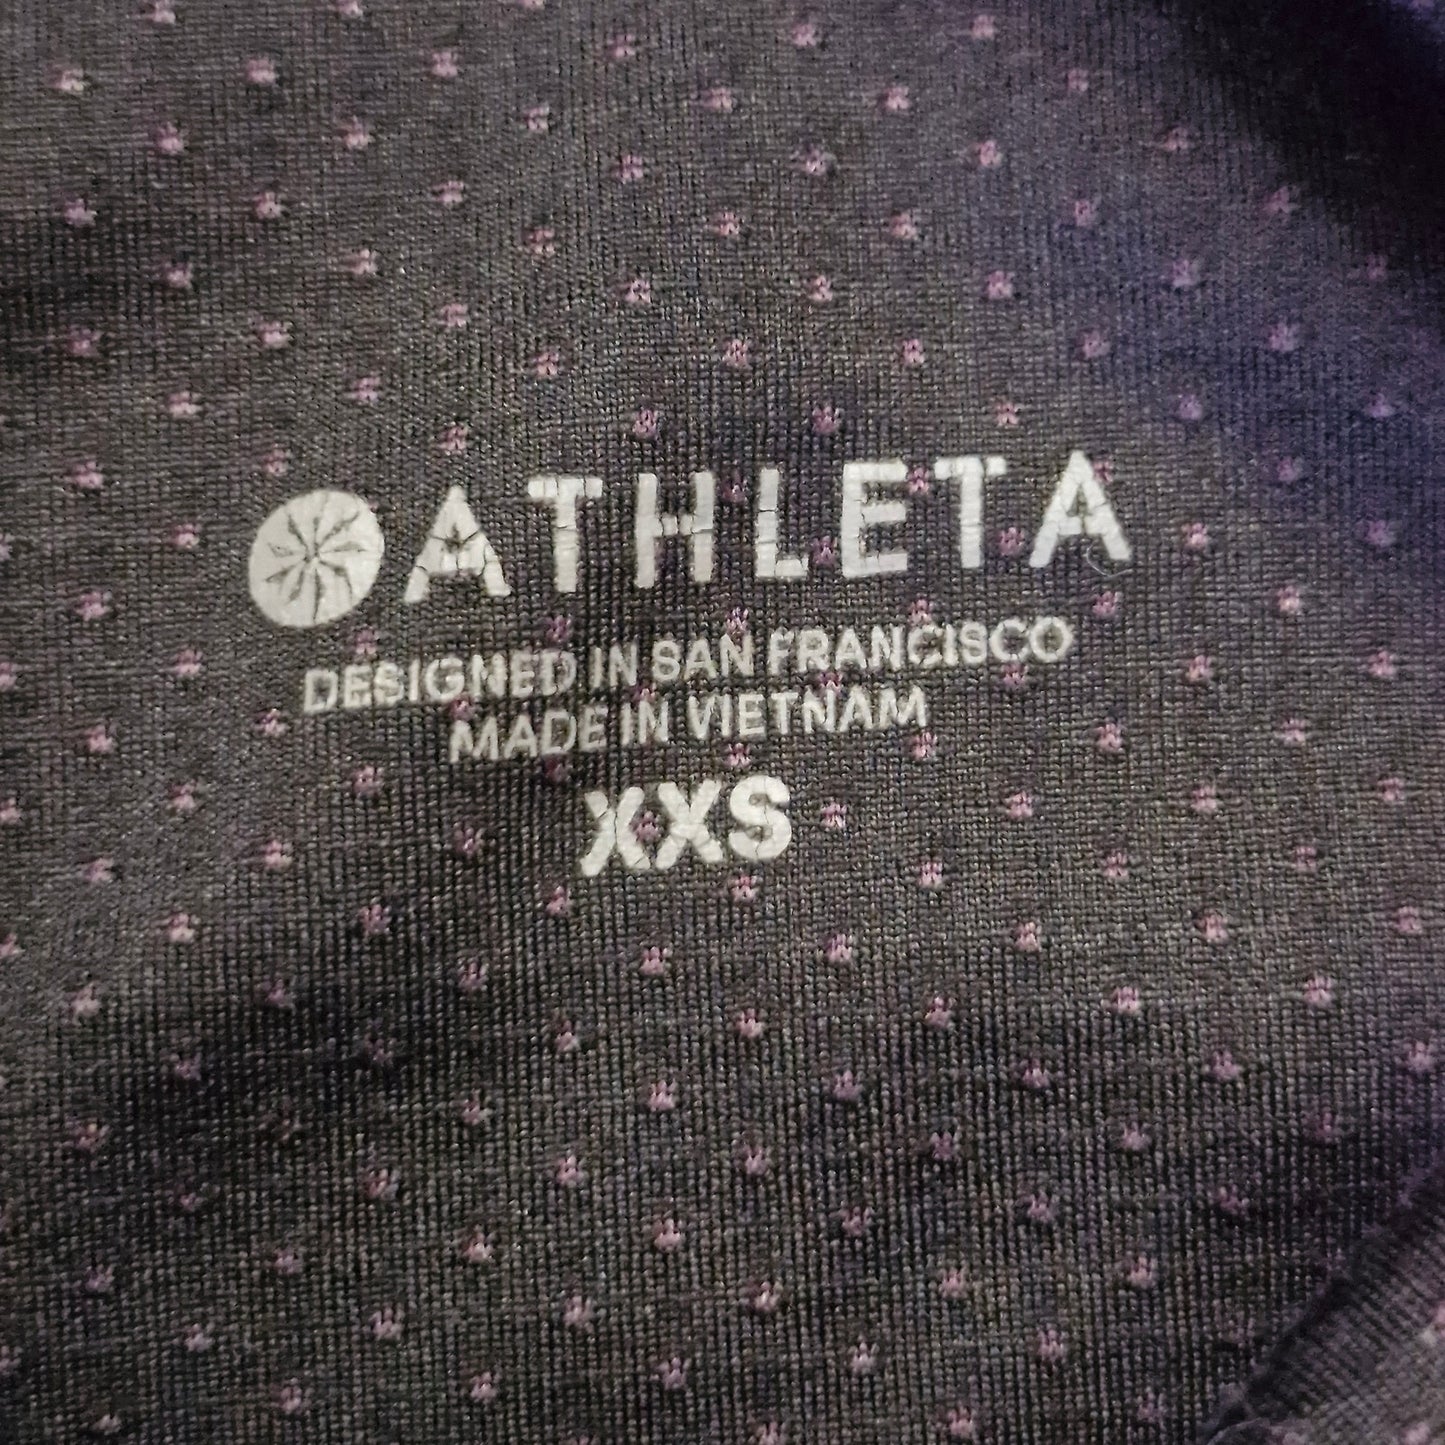 ATHLETA
DESIGNED IN SAN FRANCISCO
MADE IN VIETNAM
XXS